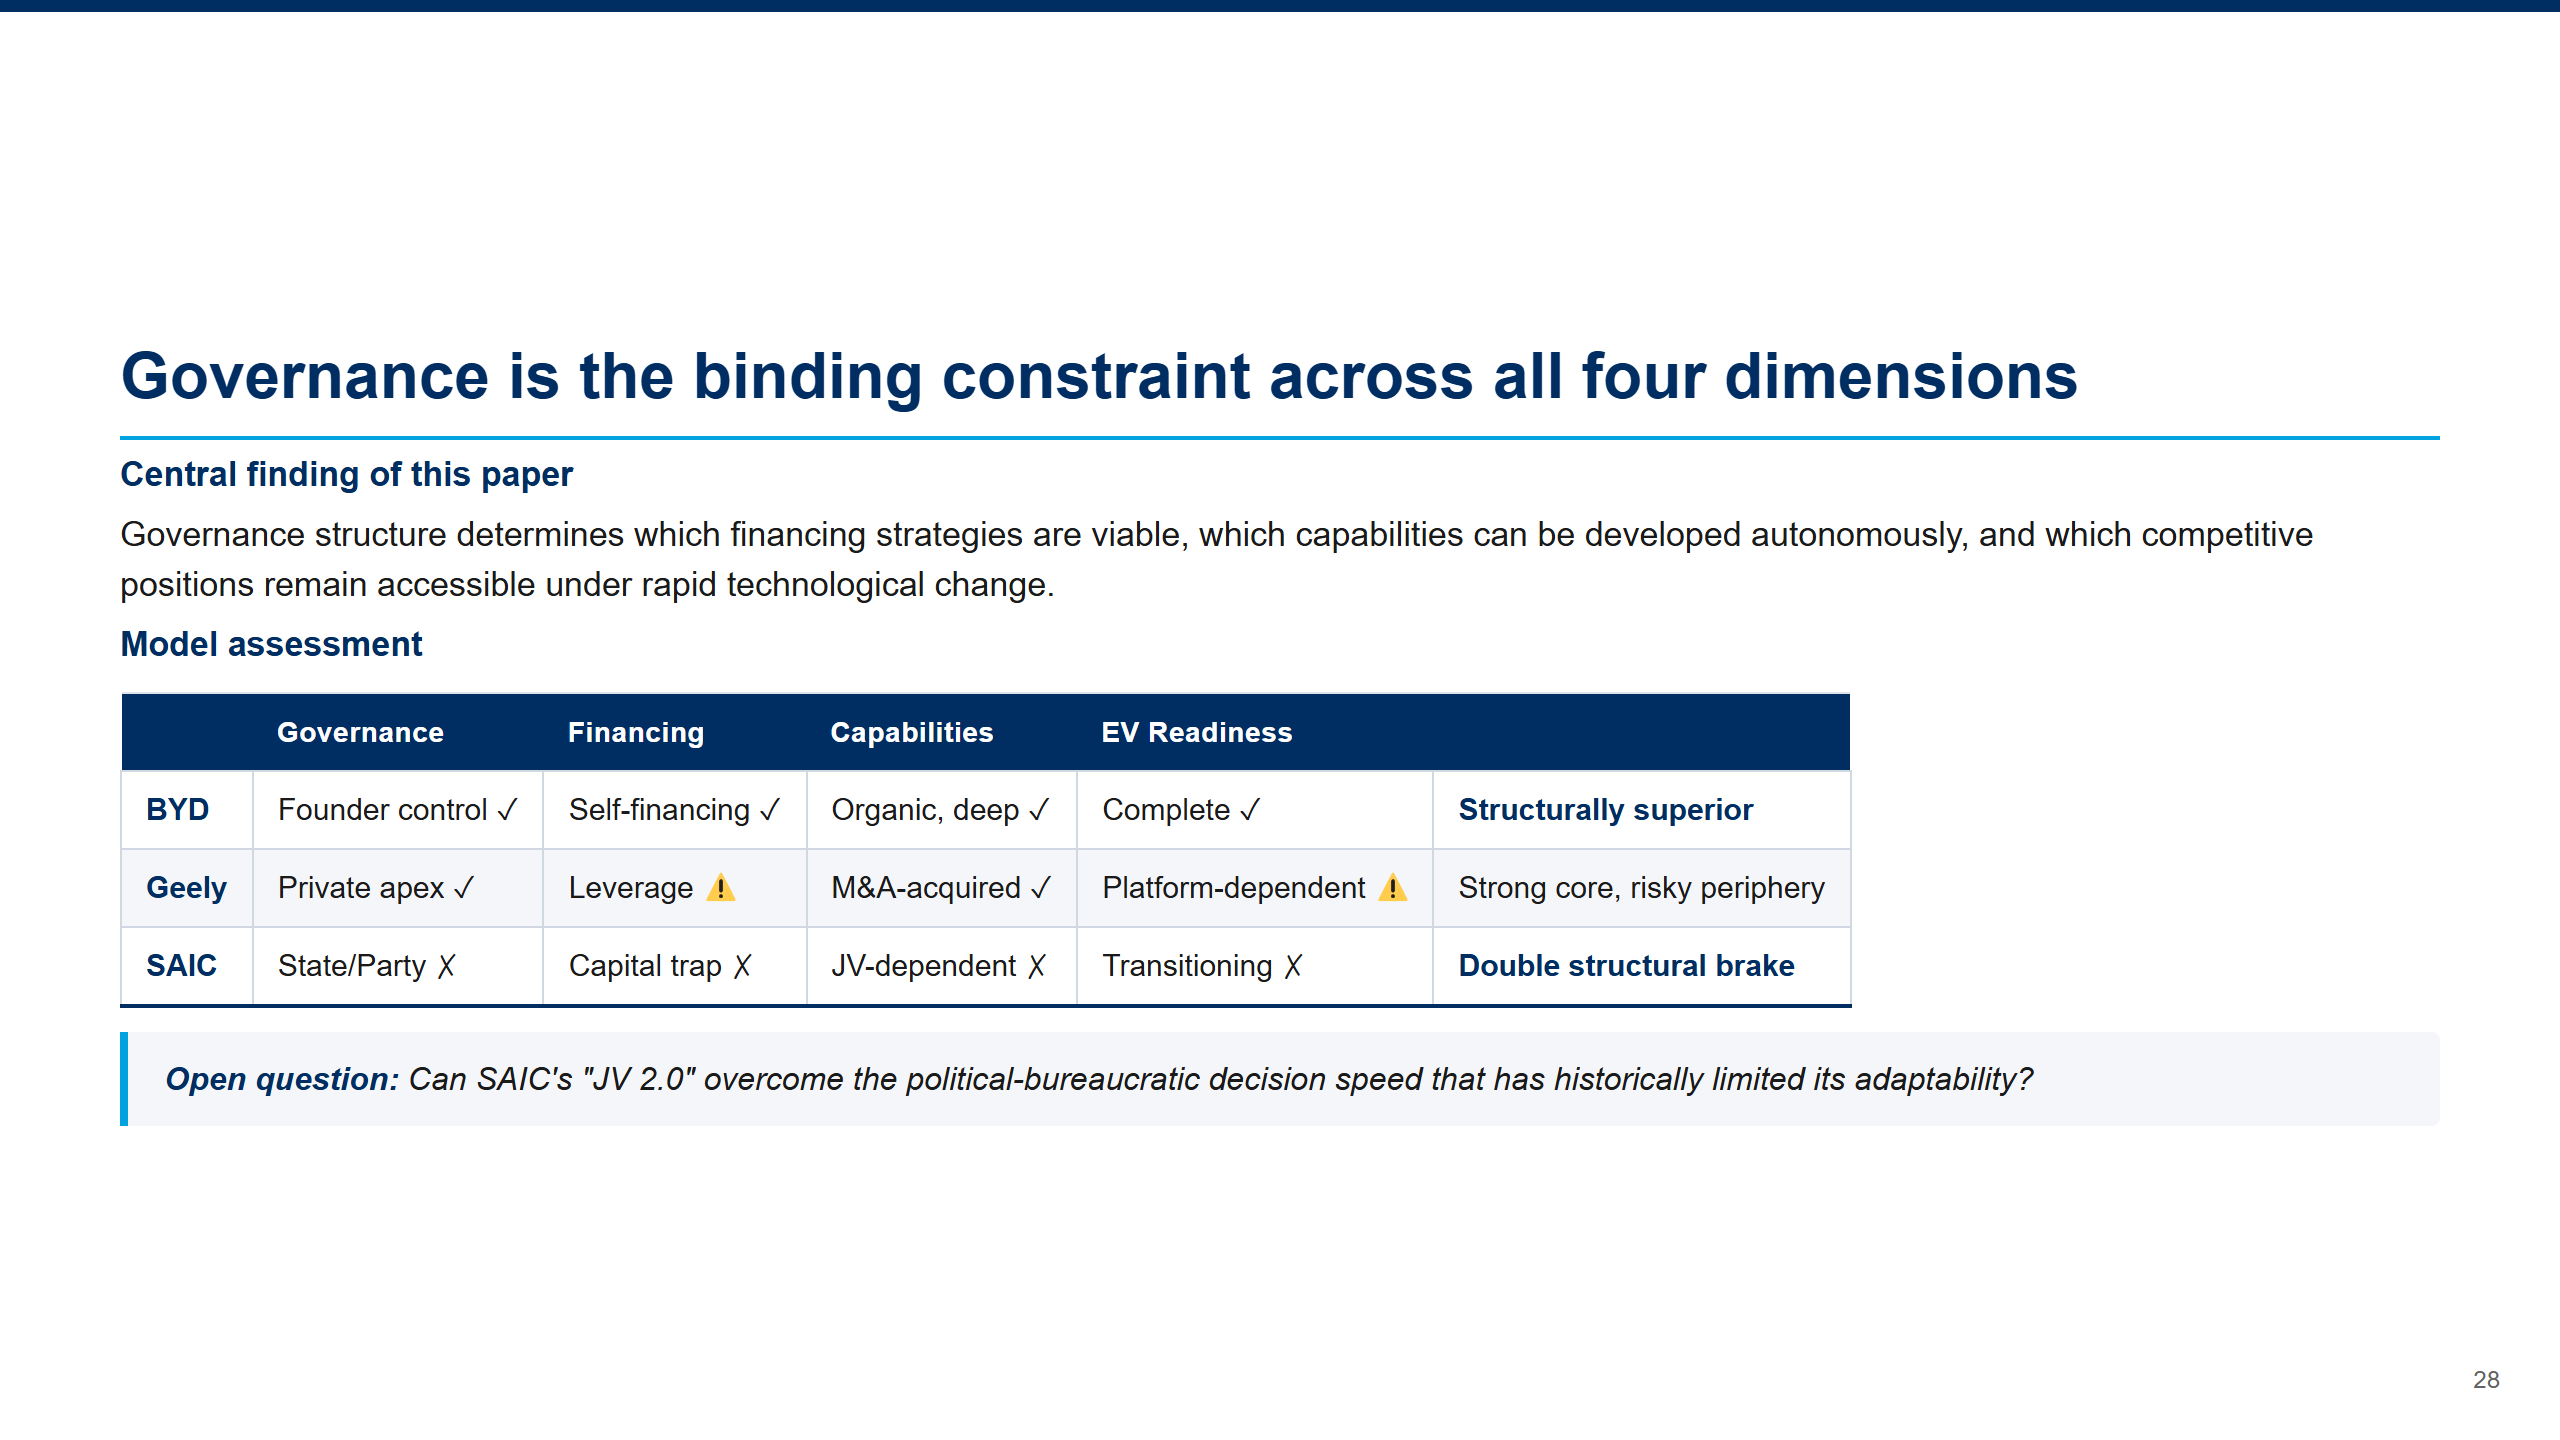 Governance is the binding constraint across all four dimensions
Central finding of this paper
Governance structure determines which financing strategies are viable, which capabilities can be developed autonomously, and which competitive
positions remain accessible under rapid technological change.
Model assessment
Governance Financing Capabilities EV Readiness
BYD Founder control ✓ Self-financing ✓ Organic, deep ✓ Complete ✓ Structurally superior
Geely Private apex ✓ Leverage ⚠️ M&A-acquired ✓ Platform-dependent ⚠️ Strong core, risky periphery
SAIC State/Party ✗ Capital trap ✗ JV-dependent ✗ Transitioning ✗ Double structural brake
Open question: Can SAIC's "JV 2.0" overcome the political-bureaucratic decision speed that has historically limited its adaptability?
28